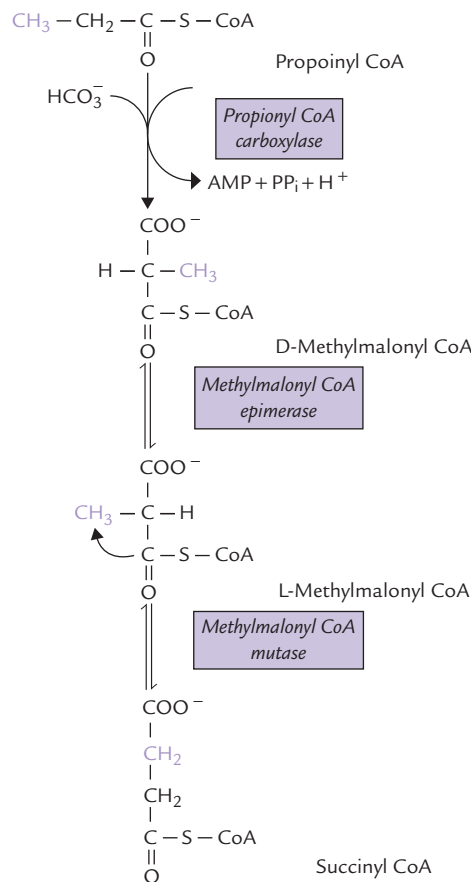 CH₃ — CH₂ — C — S — CoA
O
Propoinyl CoA
HCO₃⁻
Propionyl CoA
carboxylase
AMP + PPᵢ + H⁺
COO⁻
H — C — CH₃
C — S — CoA
O
D-Methylmalonyl CoA
Methylmalonyl CoA
epimerase
COO⁻
CH₃ — C — H
C — S — CoA
O
L-Methylmalonyl CoA
Methylmalonyl CoA
mutase
COO⁻
CH₂
CH₂
C — S — CoA
O
Succinyl CoA